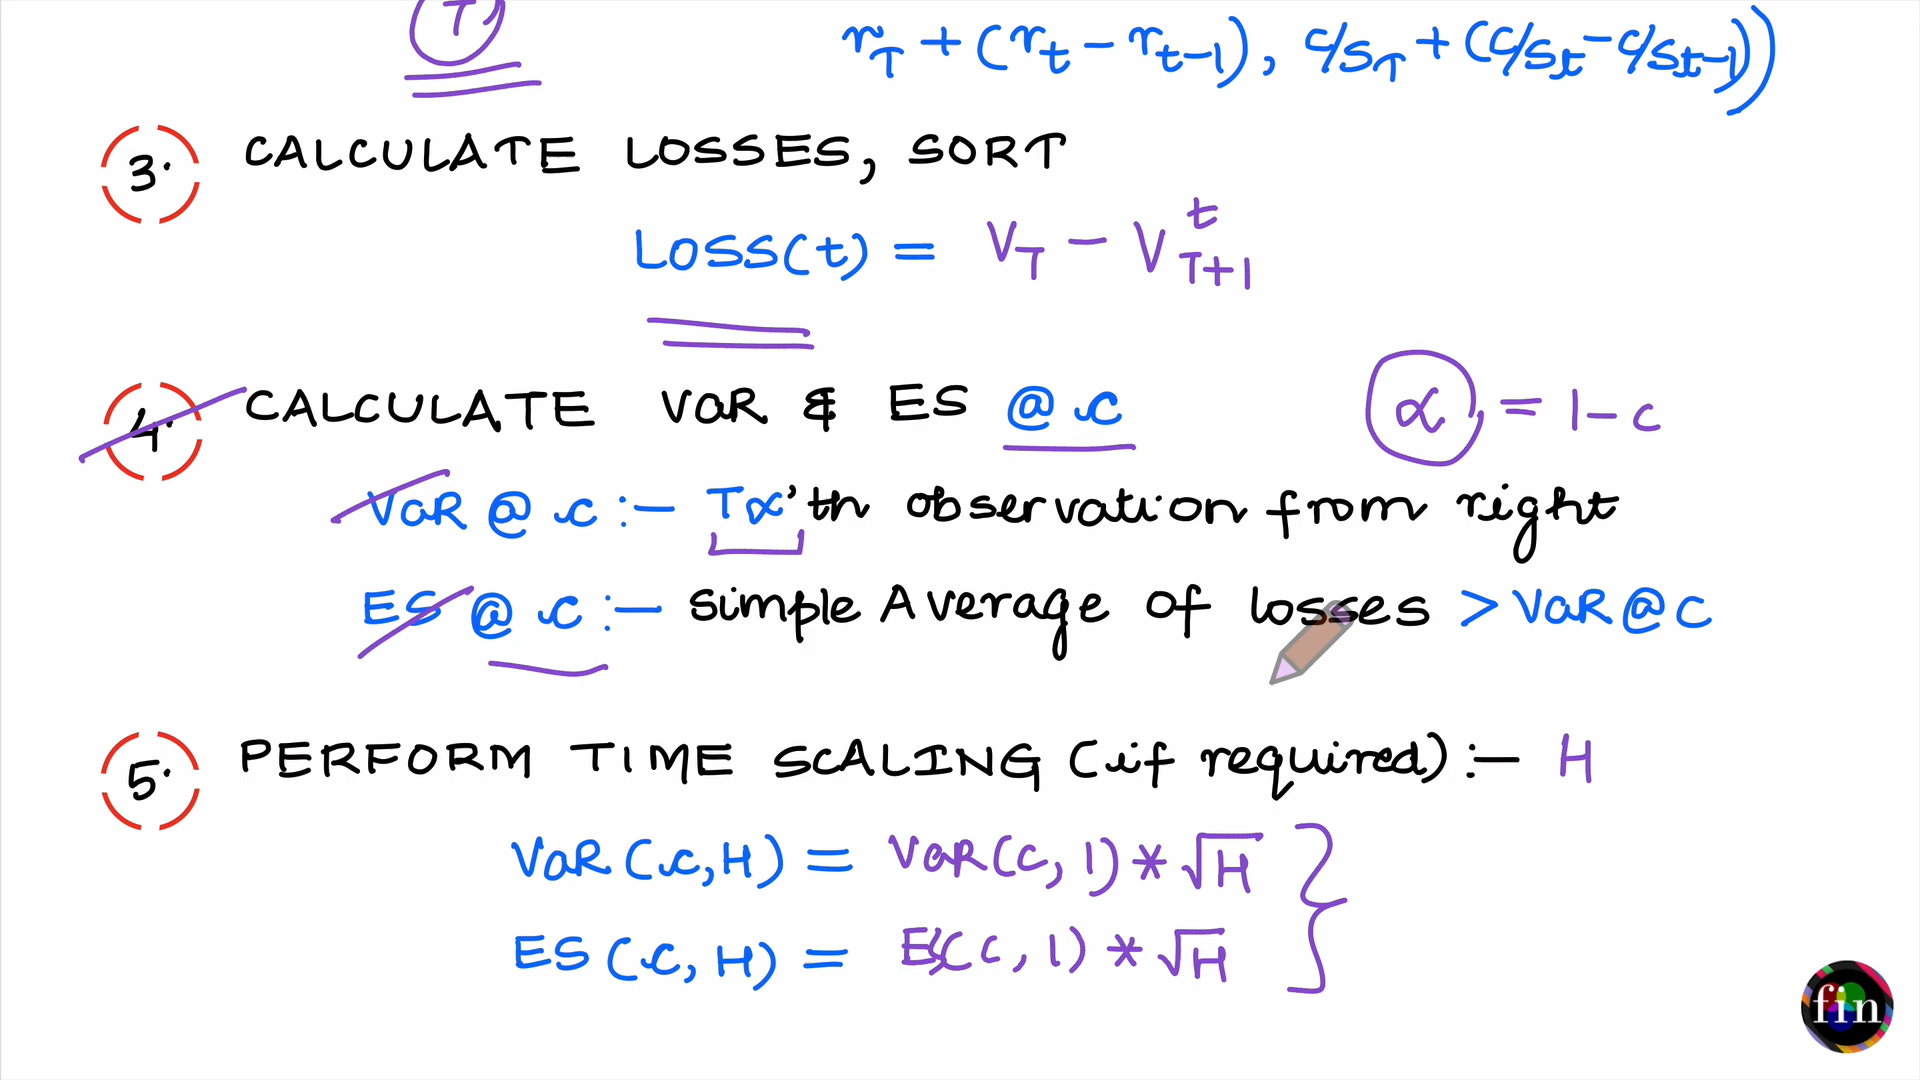 T
r_T + (r_t - r_{t-1}), c/s_T + (c/s_t - c/s_{t-1}))
3. CALCULATE LOSSES, SORT
LOSS(t) = V_T - V^t_{T+1}
4. CALCULATE VaR & ES @ c α = 1-c
VaR @ c :- Tα'th observation from right
ES @ c :- simple Average of losses > VaR@c
5. PERFORM TIME SCALING (if required) :- H
VaR(c, H) = VaR(c, 1) * √H
ES(c, H) = ES(c, 1) * √H
fin